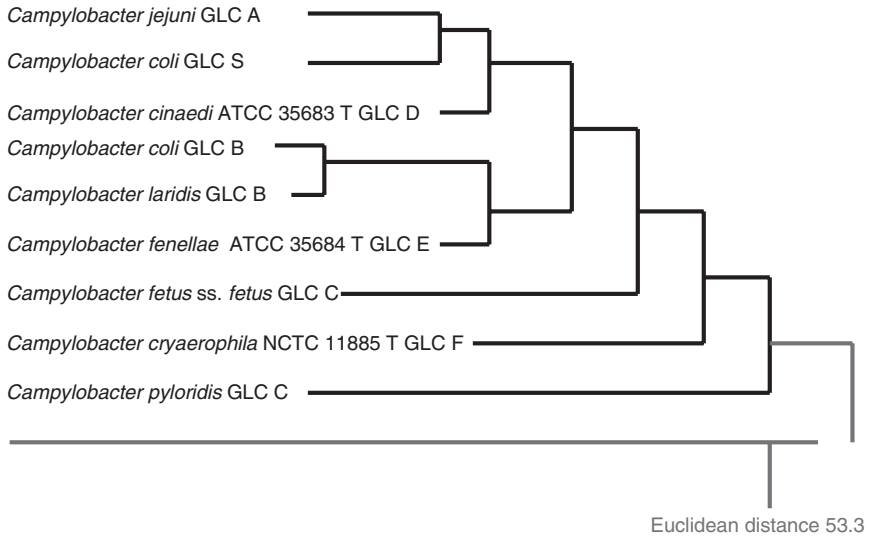 Campylobacter jejuni GLC A
Campylobacter coli GLC S
Campylobacter cinaedi ATCC 35683 T GLC D
Campylobacter coli GLC B
Campylobacter laridis GLC B
Campylobacter fenellae ATCC 35684 T GLC E
Campylobacter fetus ss. fetus GLC C
Campylobacter cryaerophila NCTC 11885 T GLC F
Campylobacter pyloridis GLC C
Euclidean distance 53.3